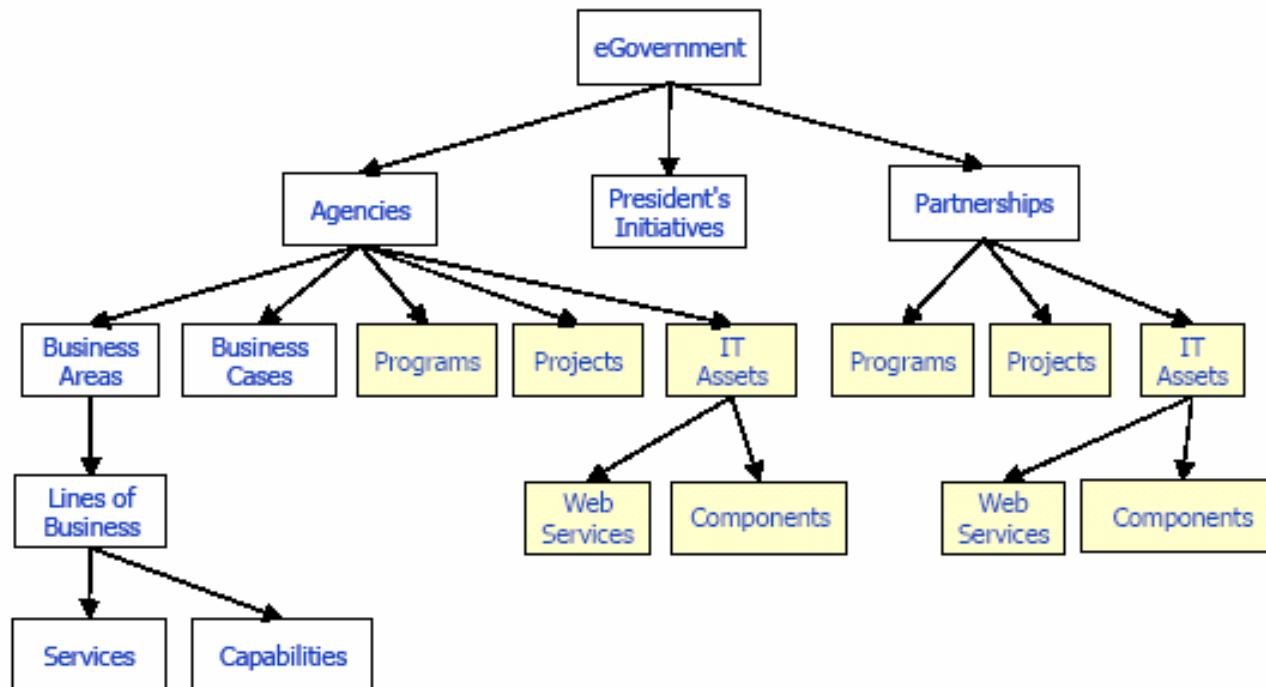 eGovernment
Agencies
President's
Initiatives
Partnerships
Business
Areas
Business
Cases
Programs
Projects
IT
Assets
Programs
Projects
IT
Assets
Lines of
Business
Web
Services
Components
Web
Services
Components
Services
Capabilities